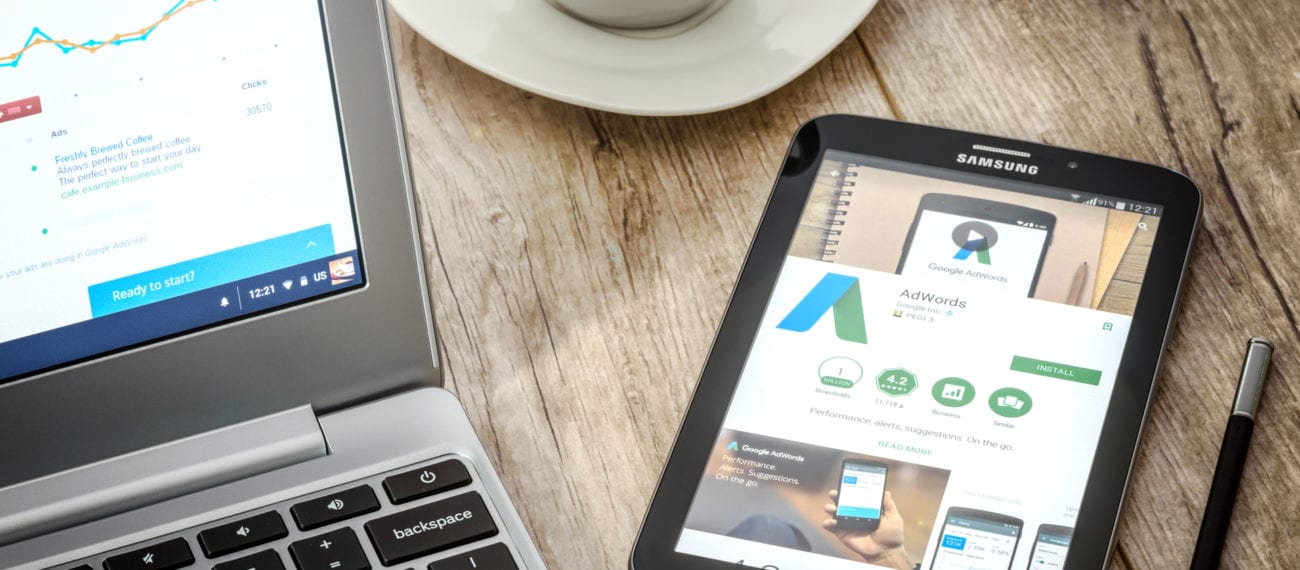 Ads
Clicks
Freshly Brewed Coffee
30570
Always perfectly brewed coffee
The perfect way to start your day
cafe.example-business.com
your ads are doing in Google AdWords
Ready to start?
12:21
US
backspace
+
=
SAMSUNG
91% 12:21
Google AdWords
AdWords
Google Inc.
PEGI 3
INSTALL
1
MILLION
4.2
Downloads
Business
Similar
Performance, alerts, suggestions. On the go.
READ MORE
Google AdWords
Performance.
Alerts. Suggestions.
On the go.